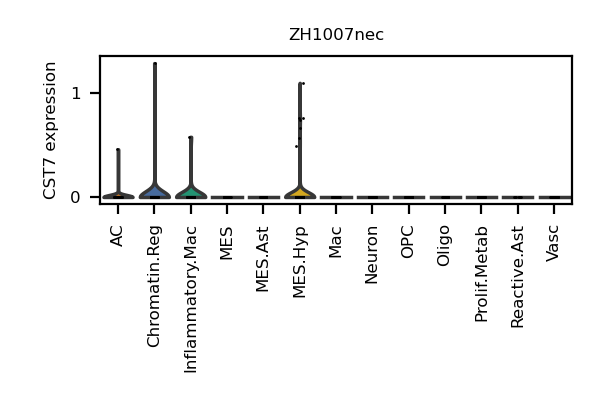 ZH1007nec
CST7 expression
1
0
AC
Chromatin.Reg
Inflammatory.Mac
MES
MES.Ast
MES.Hyp
Mac
Neuron
OPC
Oligo
Prolif.Metab
Reactive.Ast
Vasc